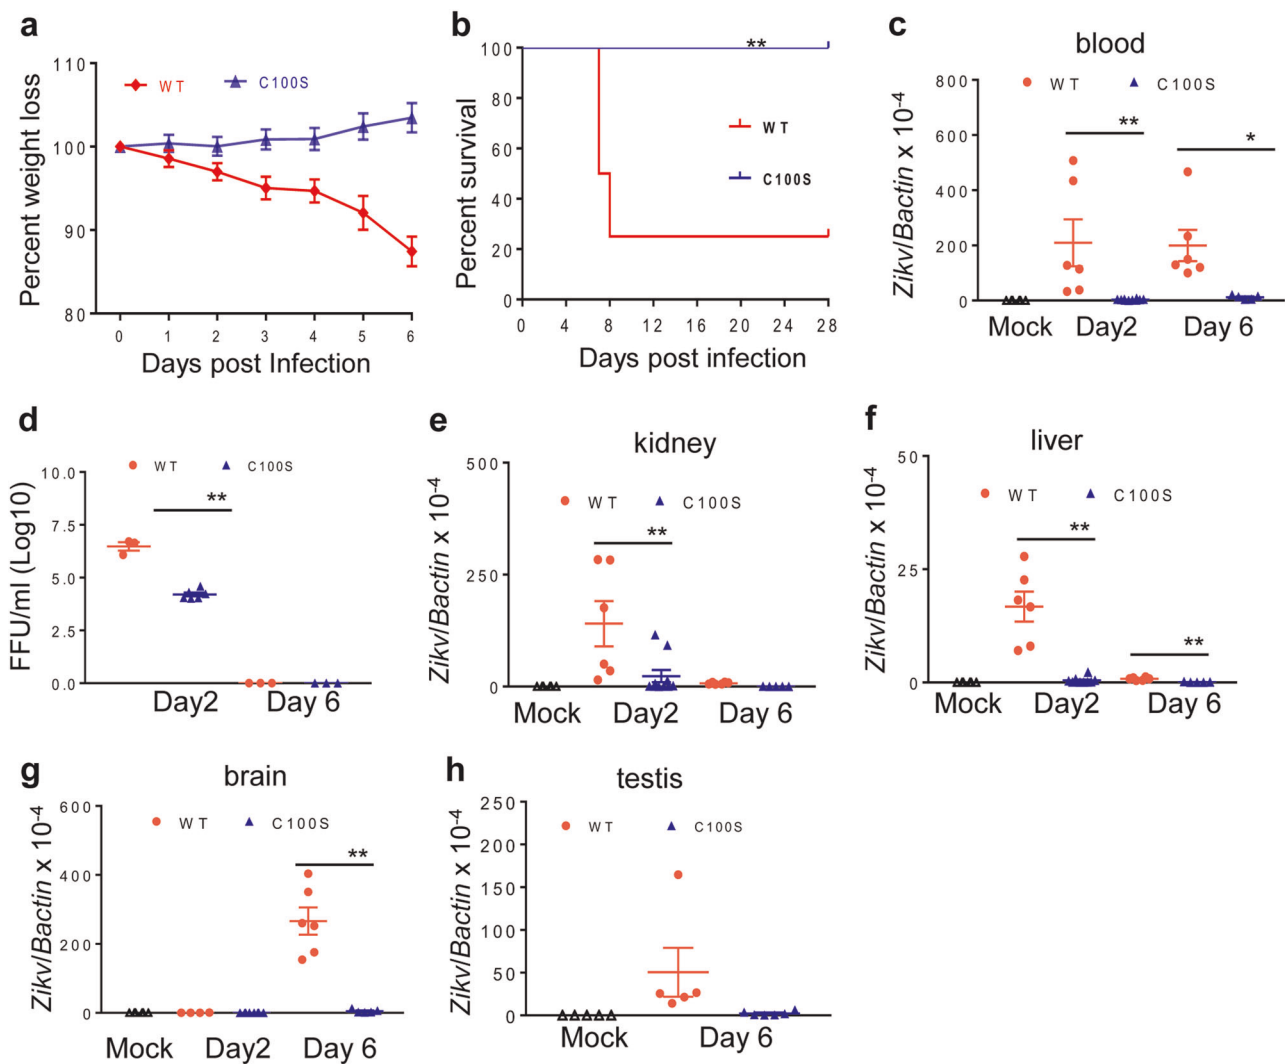 a
Percent weight loss
110
100
90
80
WT
C100S
0 1 2 3 4 5 6
Days post Infection
b
Percent survival
100
80
60
40
20
0
**
WT
C100S
0 4 8 12 16 20 24 28
Days post infection
c
blood
Zikv/Bactin x 10-4
800
600
400
200
0
WT
C100S
**
*
Mock Day2 Day 6
d
FFU/ml (Log10)
10.0
7.5
5.0
2.5
0.0
WT
C100S
**
Day2 Day 6
e
kidney
Zikv/Bactin x 10-4
500
250
0
WT
C100S
**
Mock Day2 Day 6
f
liver
Zikv/Bactin x 10-4
50
25
0
WT
C100S
**
**
Mock Day2 Day 6
g
brain
Zikv/Bactin x 10-4
600
400
200
0
WT
C100S
**
Mock Day2 Day 6
h
testis
Zikv/Bactin x 10-4
250
200
150
100
50
0
WT
C100S
Mock Day 6